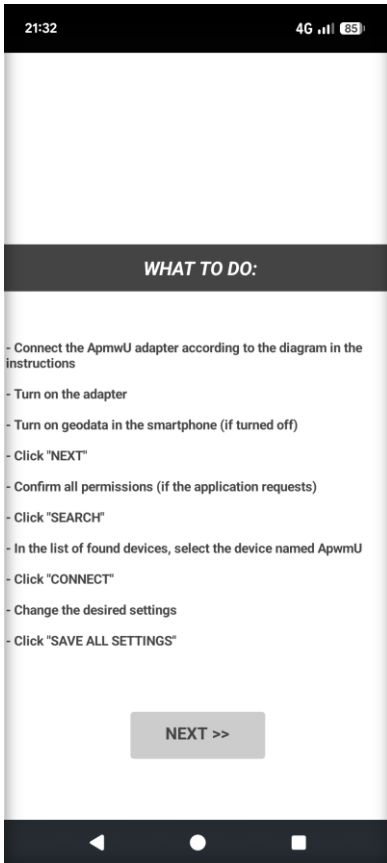 21:32
4G 85
WHAT TO DO:
- Connect the ApmwU adapter according to the diagram in the
instructions
- Turn on the adapter
- Turn on geodata in the smartphone (if turned off)
- Click "NEXT"
- Confirm all permissions (if the application requests)
- Click "SEARCH"
- In the list of found devices, select the device named ApwmU
- Click "CONNECT"
- Change the desired settings
- Click "SAVE ALL SETTINGS"
NEXT >>